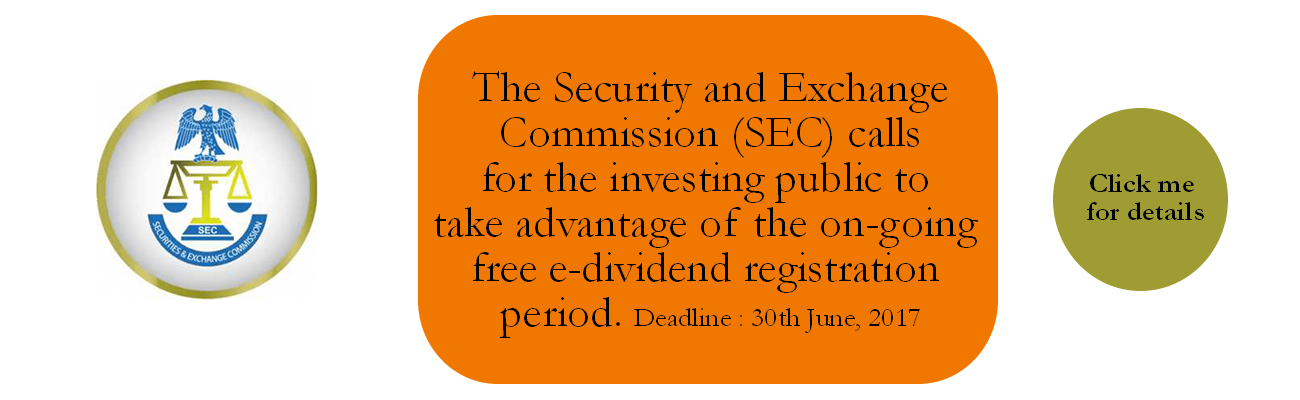 SEC
SECURITIES & EXCHANGE COMMISSION
The Security and Exchange
Commission (SEC) calls
for the investing public to
take advantage of the on-going
free e-dividend registration
period. Deadline : 30th June, 2017
Click me
for details